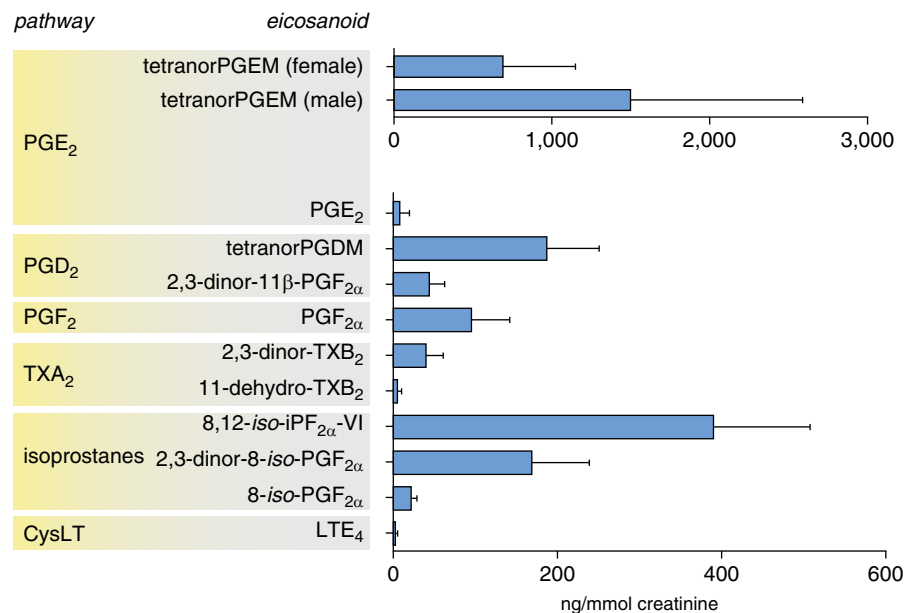 pathway eicosanoid
tetranorPGEM (female)
tetranorPGEM (male)
0 1,000 2,000 3,000
PGE₂
PGE₂
tetranorPGDM
PGD₂
2,3-dinor-11β-PGF₂α
PGF₂ PGF₂α
2,3-dinor-TXB₂
TXA₂
11-dehydro-TXB₂
8,12-iso-iPF₂α-VI
isoprostanes 2,3-dinor-8-iso-PGF₂α
8-iso-PGF₂α
CysLT LTE₄
0 200 400 600
ng/mmol creatinine